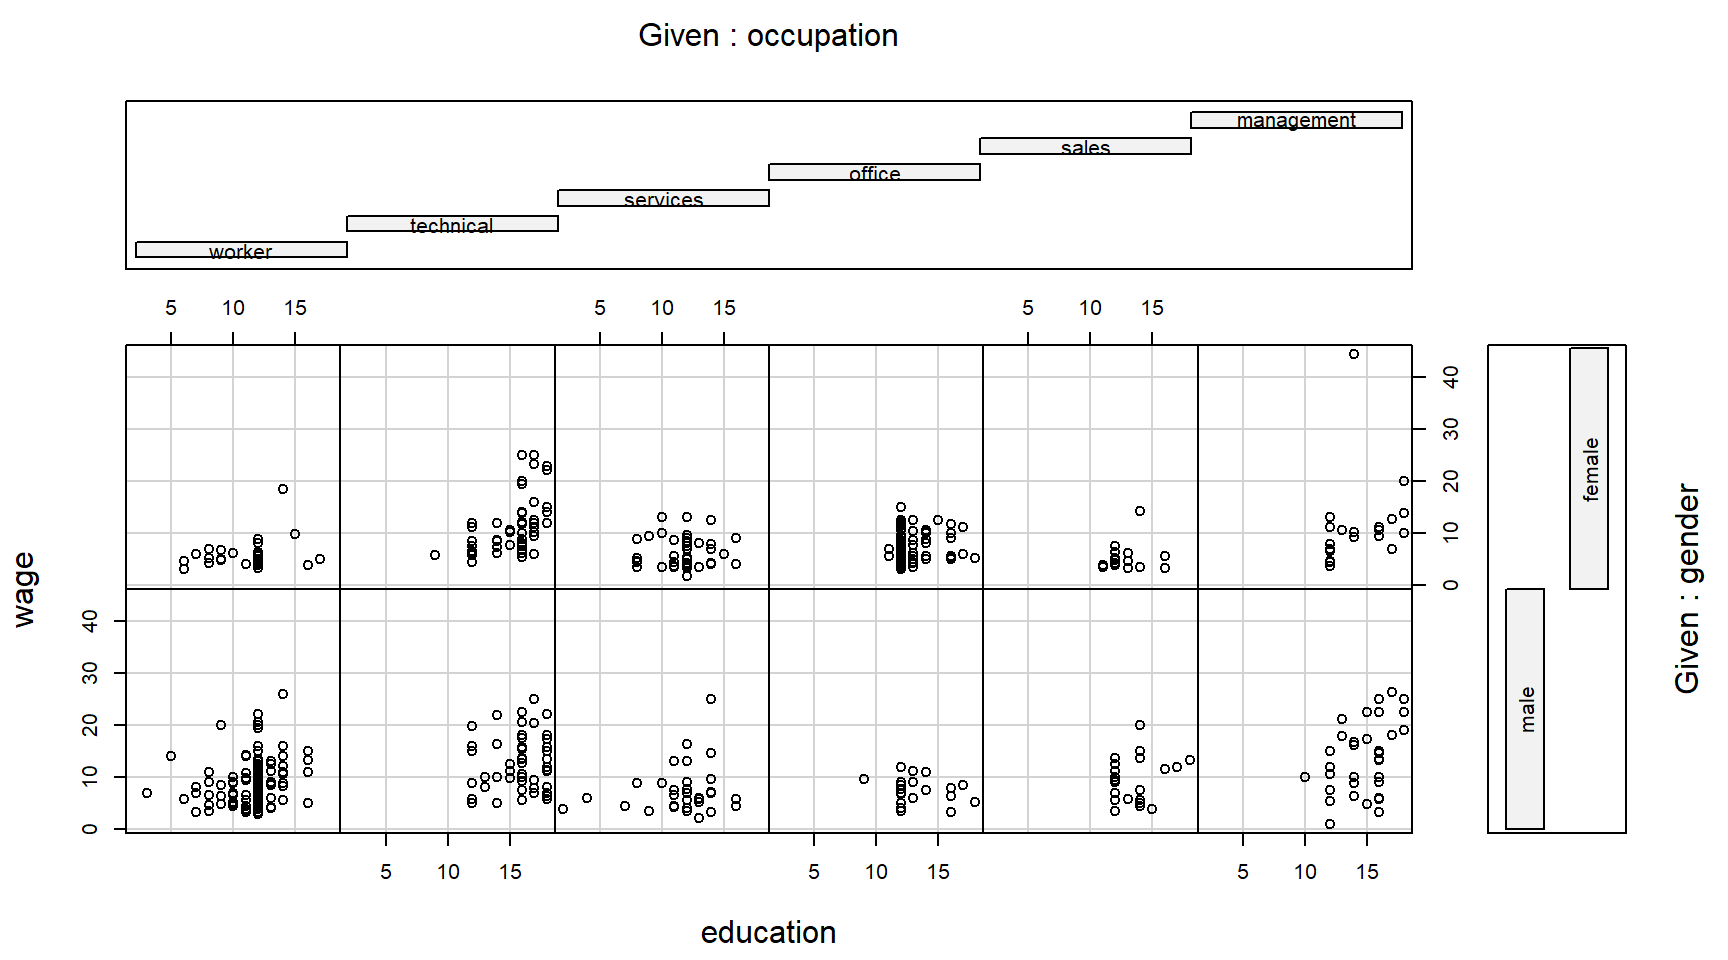 Given : occupation
management
sales
office
services
technical
worker
5 10 15 5 10 15 5 10 15
0 10 20 30 40
female
male
Given : gender
wage
0 10 20 30 40
5 10 15 5 10 15 5 10 15
education